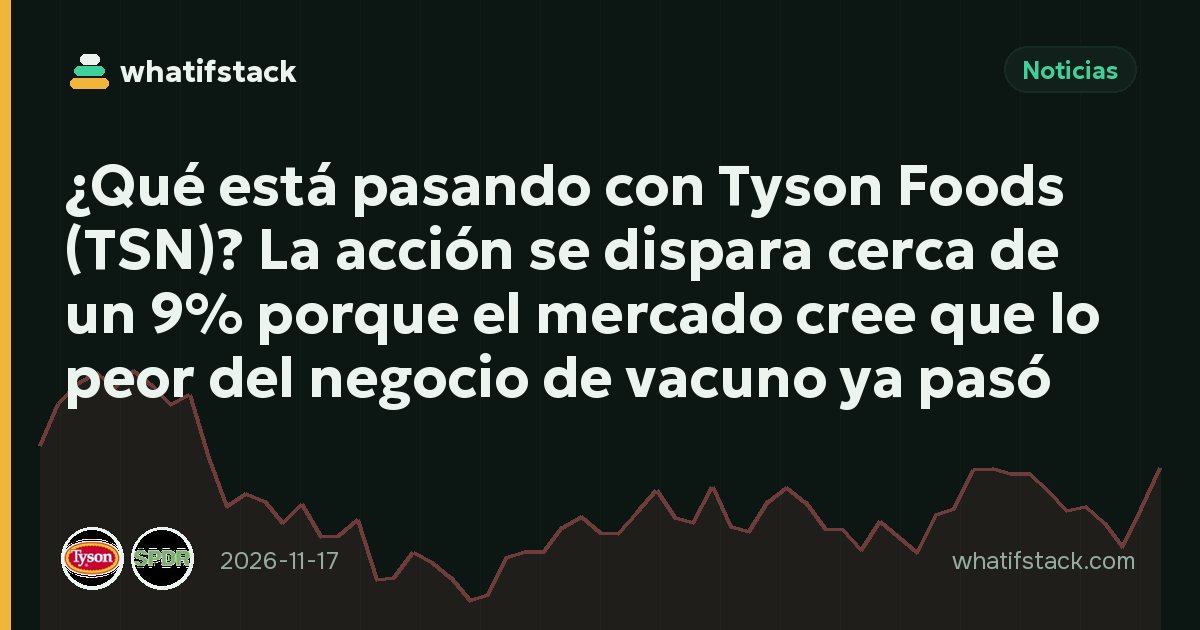 whatifstack
Noticias
¿Qué está pasando con Tyson Foods
(TSN)? La acción se dispara cerca de
un 9% porque el mercado cree que lo
peor del negocio de vacuno ya pasó
Tyson
SPDR
2026-11-17
whatifstack.com